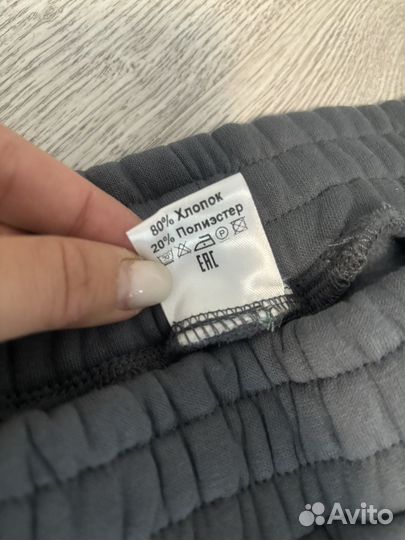 80% Хлопок
20% Полиэстер
EAC
Avito